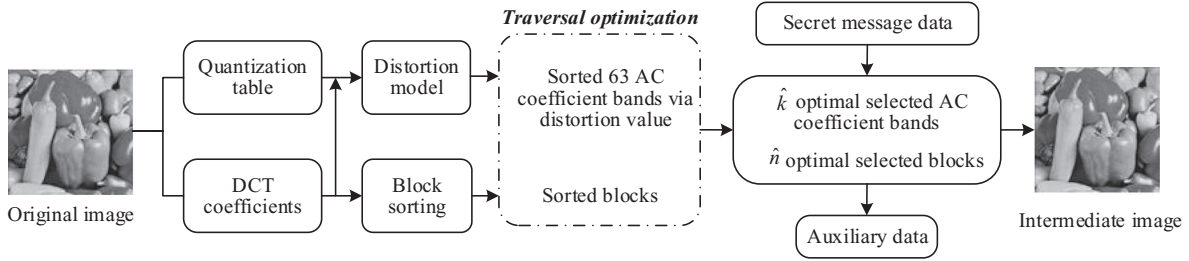 Original image
Quantization
table
DCT
coefficients
Distortion
model
Block
sorting
Traversal optimization
Sorted 63 AC
coefficient bands via
distortion value
Sorted blocks
Secret message data
k̂ optimal selected AC
coefficient bands
n̂ optimal selected blocks
Auxiliary data
Intermediate image